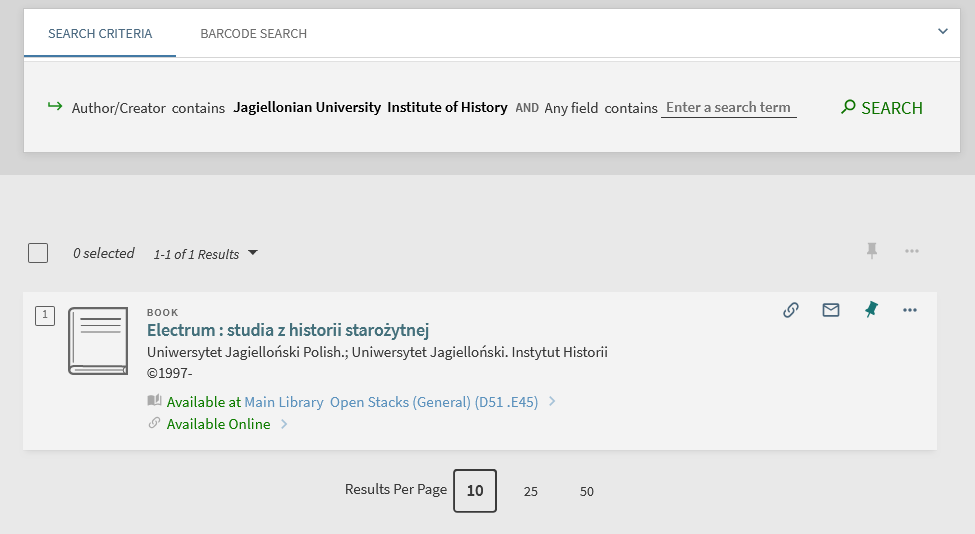 SEARCH CRITERIA BARCODE SEARCH
Author/Creator contains Jagiellonian University Institute of History AND Any field contains Enter a search term SEARCH
0 selected 1-1 of 1 Results
1
BOOK
Electrum : studia z historii starożytnej
Uniwersytet Jagielloński Polish.; Uniwersytet Jagielloński. Instytut Historii
©1997-
Available at Main Library Open Stacks (General) (D51 .E45)
Available Online
Results Per Page 10 25 50